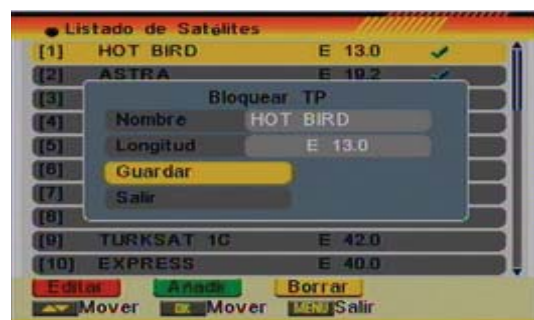 Listado de Satélites
[1] HOT BIRD E 13.0
[2] ASTRA E 19.2
[3]
[4]
[5]
[6]
[7]
[8]
[9] TURKSAT 1C E 42.0
[10] EXPRESS E 40.0
Bloquear TP
Nombre HOT BIRD
Longitud E 13.0
Guardar
Salir
Editar Añadir Borrar
Mover OK Mover MENU Salir